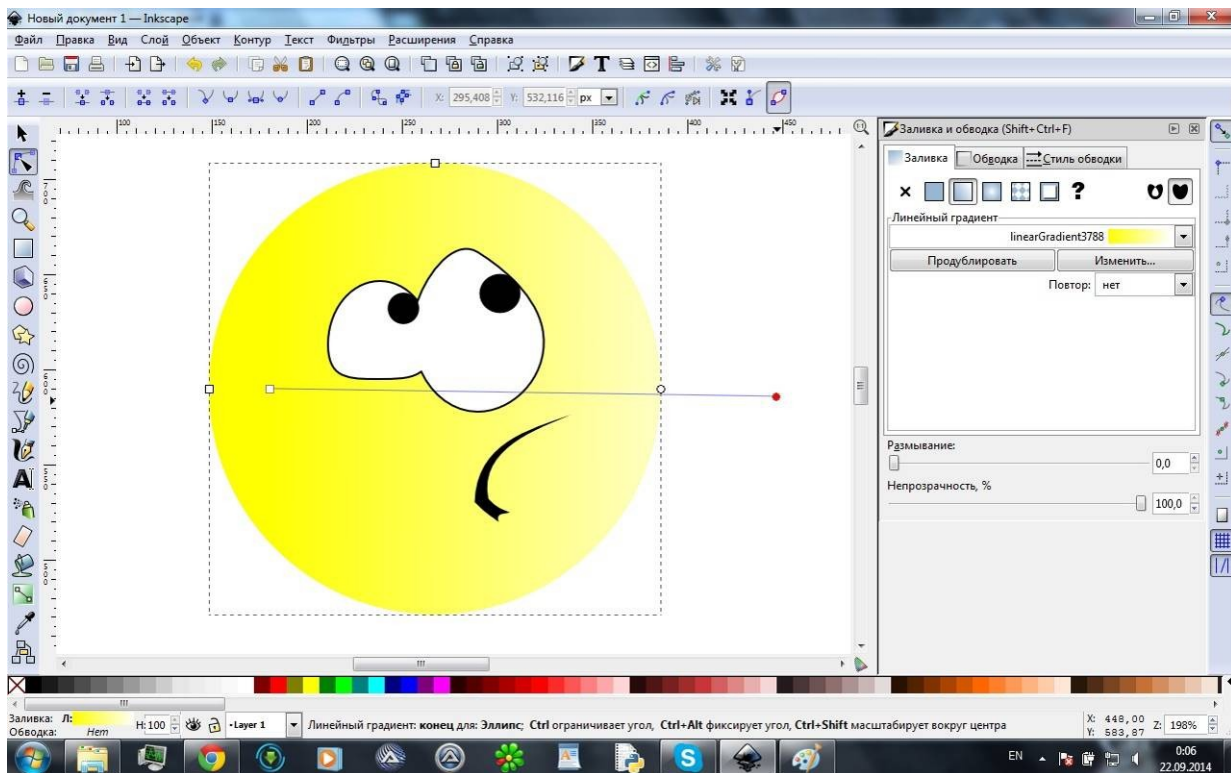 Новый документ 1 — Inkscape
Файл Правка Вид Слой Объект Контур Текст Фильтры Расширения Справка
X: 295,408 Y: 532,116 px
100 150 200 250 300 350 400 450
Заливка и обводка (Shift+Ctrl+F)
Заливка Обводка Стиль обводки
Линейный градиент
linearGradient3788
Продублировать Изменить...
Повтор: нет
Размывание:
0,0
Непрозрачность, %
100,0
Заливка: Л:
Обводка: Нет
Н: 100
Layer 1
Линейный градиент: конец для: Эллипс; Ctrl ограничивает угол, Ctrl+Alt фиксирует угол, Ctrl+Shift масштабирует вокруг центра
X: 448,00
Y: 583,87
Z: 198%
EN
0:06
22.09.2014